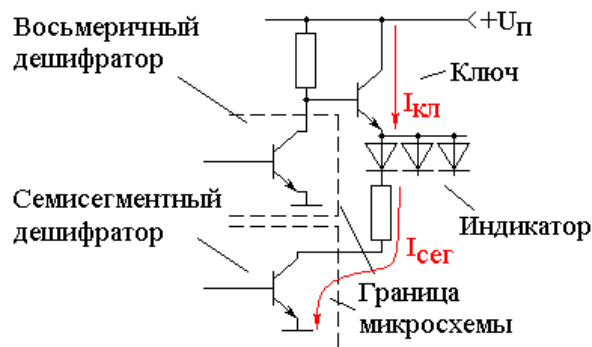 Восьмеричный
дешифратор
+Uп
Ключ
Iкл
Семисегментный
дешифратор
Индикатор
Iсег
Граница
микросхемы